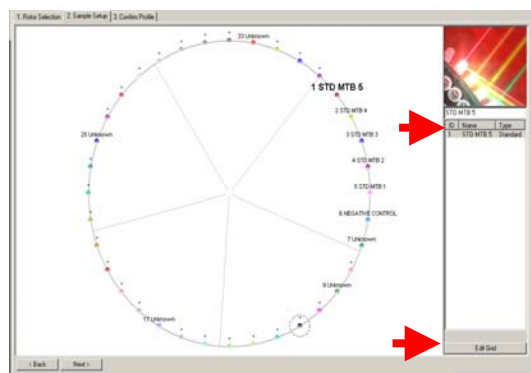 1. Rotor Selection 2. Sample Setup 3. Confirm Profile
33 Unknown
1 STD MTB 5
2 STD MTB 4
3 STD MTB 3
4 STD MTB 2
5 STD MTB 1
6 NEGATIVE CONTROL
7 Unknown
9 Unknown
17 Unknown
25 Unknown
STD MTB 5
ID Name Type
1 STD MTB 5 Standard
Edit Grid
< Back Next >